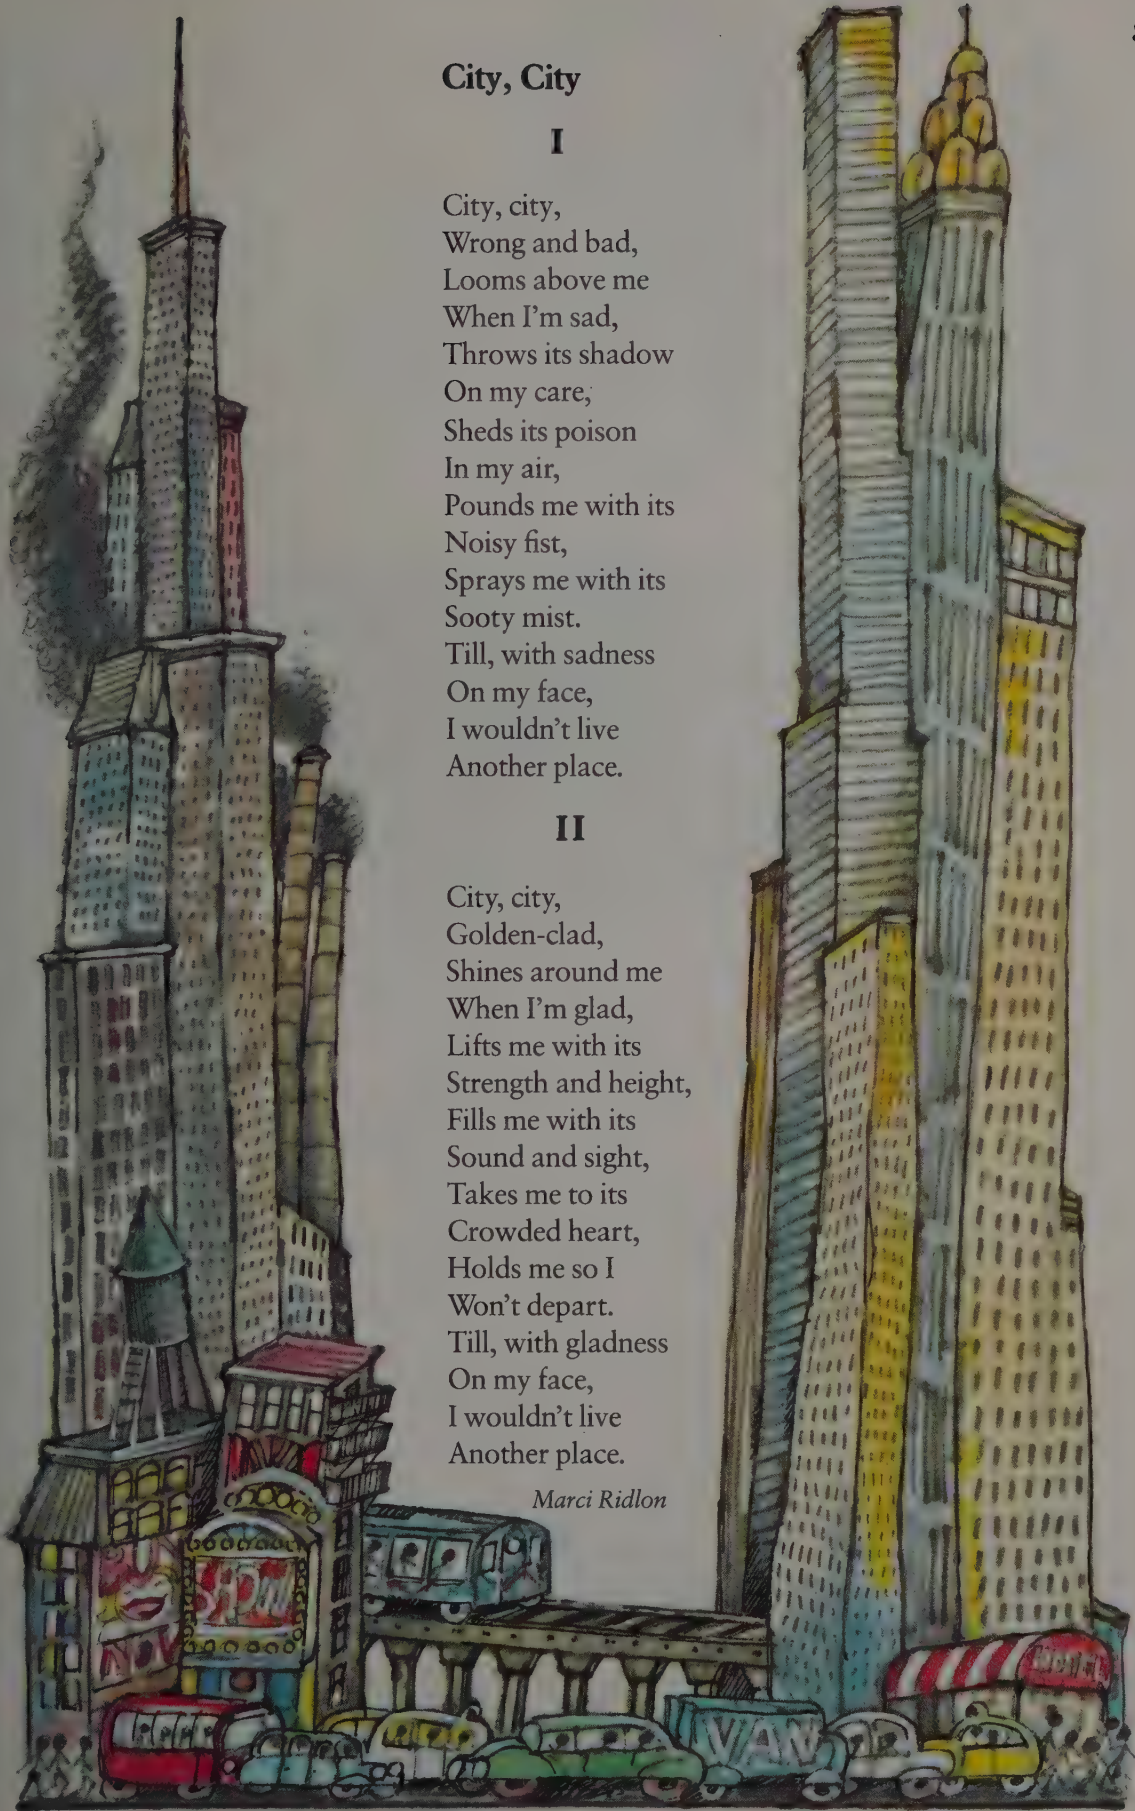 City, City
I
City, city,
Wrong and bad,
Looms above me
When I'm sad,
Throws its shadow
On my care,
Sheds its poison
In my air,
Pounds me with its
Noisy fist,
Sprays me with its
Sooty mist.
Till, with sadness
On my face,
I wouldn't live
Another place.
II
City, city,
Golden-clad,
Shines around me
When I'm glad,
Lifts me with its
Strength and height,
Fills me with its
Sound and sight,
Takes me to its
Crowded heart,
Holds me so I
Won't depart.
Till, with gladness
On my face,
I wouldn't live
Another place.
Marci Ridlon
SHOW
NOW
VAN
HOTEL